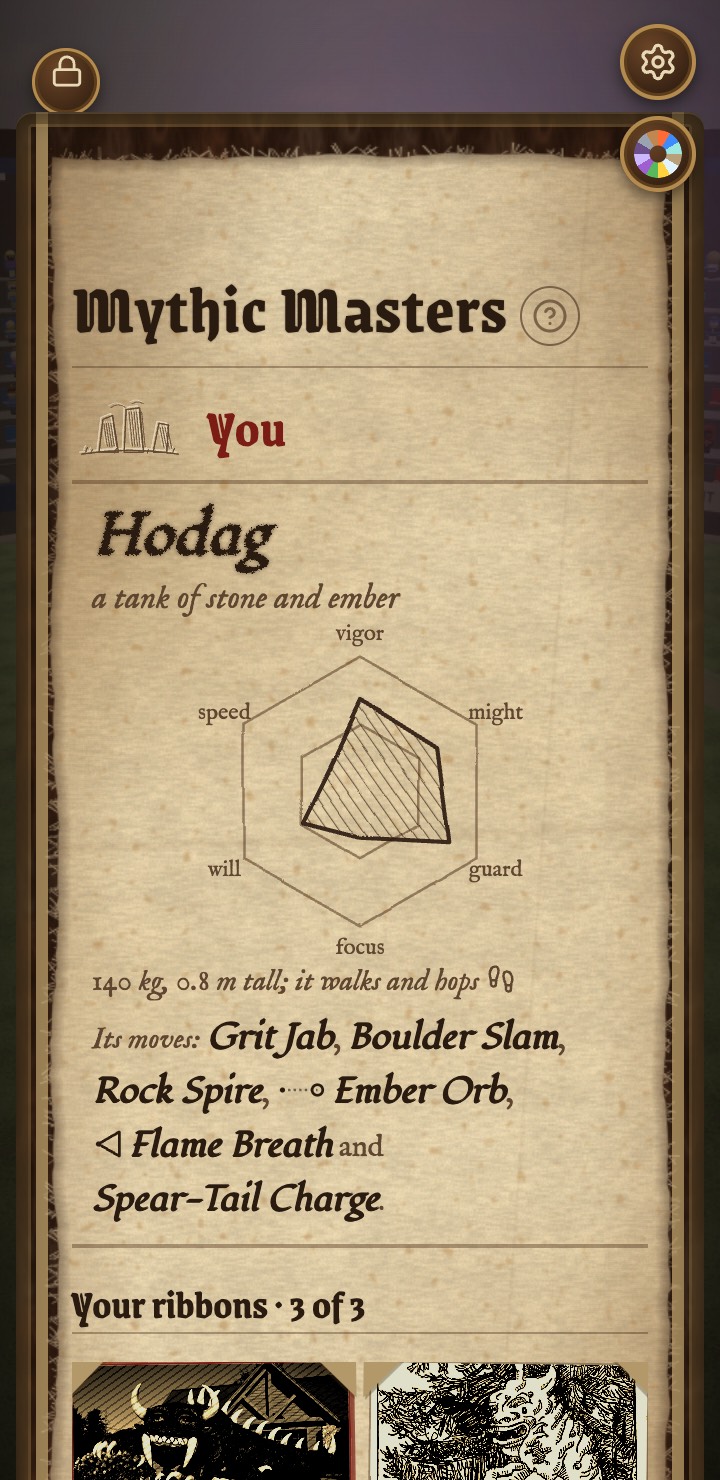 Mythic Masters ?
You
Hodag
a tank of stone and ember
vigor
speed might
will guard
focus
140 kg, 0.8 m tall; it walks and hops
Its moves: Grit Jab, Boulder Slam,
Rock Spire, Ember Orb,
Flame Breath and
Spear-Tail Charge.
Your ribbons · 3 of 3